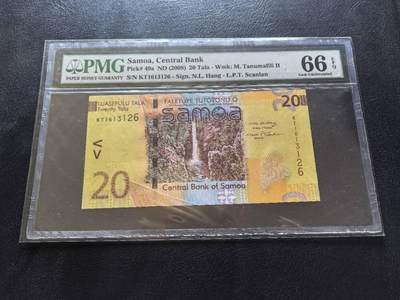 PMG
PAPER MONEY GUARANTY
Samoa, Central Bank
Pick# 40a ND (2008) 20 Tala - Wmk: M. Tanumafili II
S/N KT1613126 - Sign. N.L. Hang - L.P.T. Scanlan
66 EPQ
Gem Uncirculated
LUASEFULU TALA
Twenty Tala
KT1613126
FALETUPE TUTOTONU O
samoa
20
KT1613126
20
Central Bank of Samoa